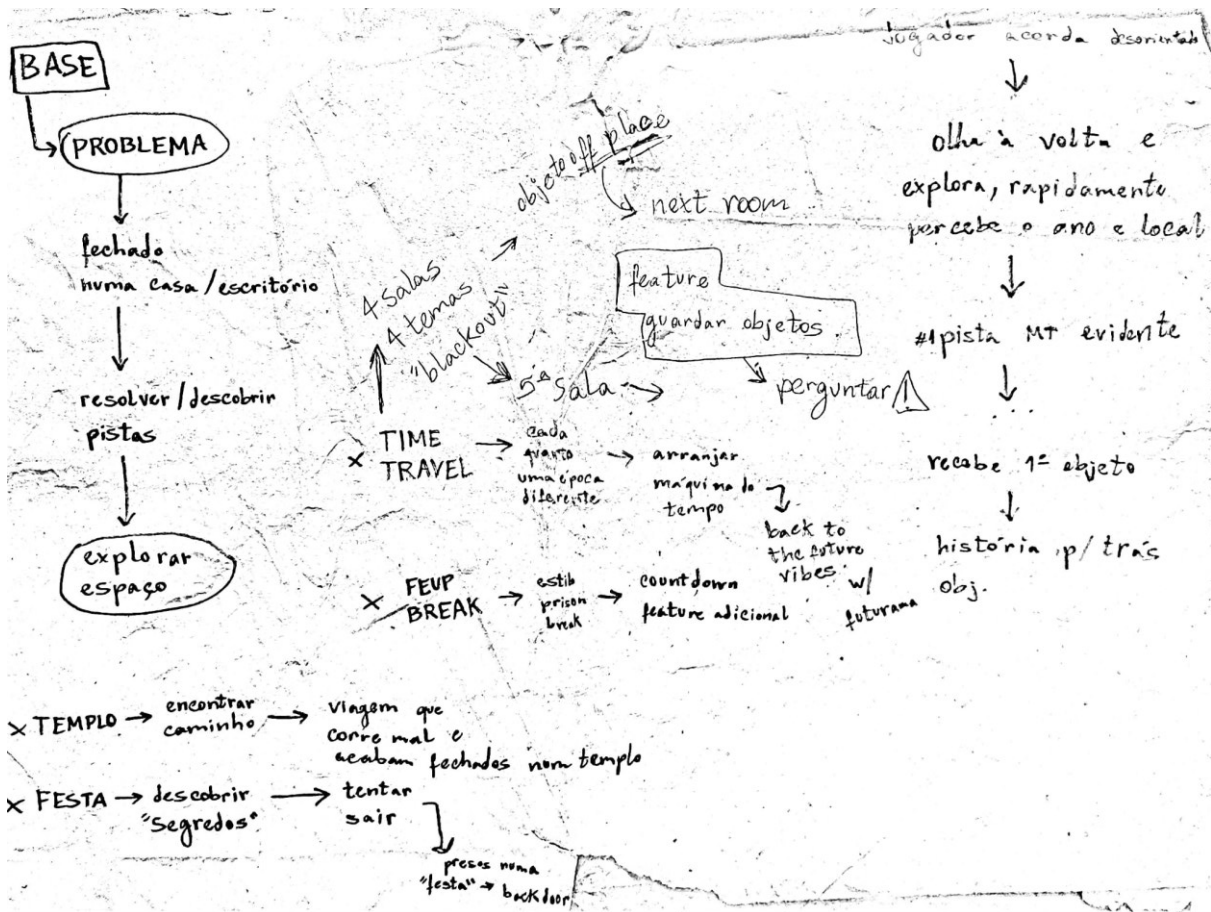 BASE
PROBLEMA
fechado
numa casa/escritório
resolver/descobrir
pistas
explorar
espaço
4 salas
4 temas
"blackout"
objeto off place
next room
5ª Sala
feature
guardar objetos.
perguntar !
x TIME
TRAVEL
cada
quarto
uma época
diferente
arranjar
máquina do
tempo
back to
the future
vibes
w/
futurama
x FEUP
BREAK
estilo
prison
break
countdown
feature adicional
x TEMPLO
encontrar
caminho
viagem que
corre mal e
acabam fechados num templo
x FESTA
descobrir
"segredos"
tentar
sair
presos numa
"festa" → backdoor
Jogador acorda desorientado
olha à volta e
explora, rapidamente
percebe o ano e local
#1 pista MT evidente
...
recebe 1º objeto
história p/ trás
obj.